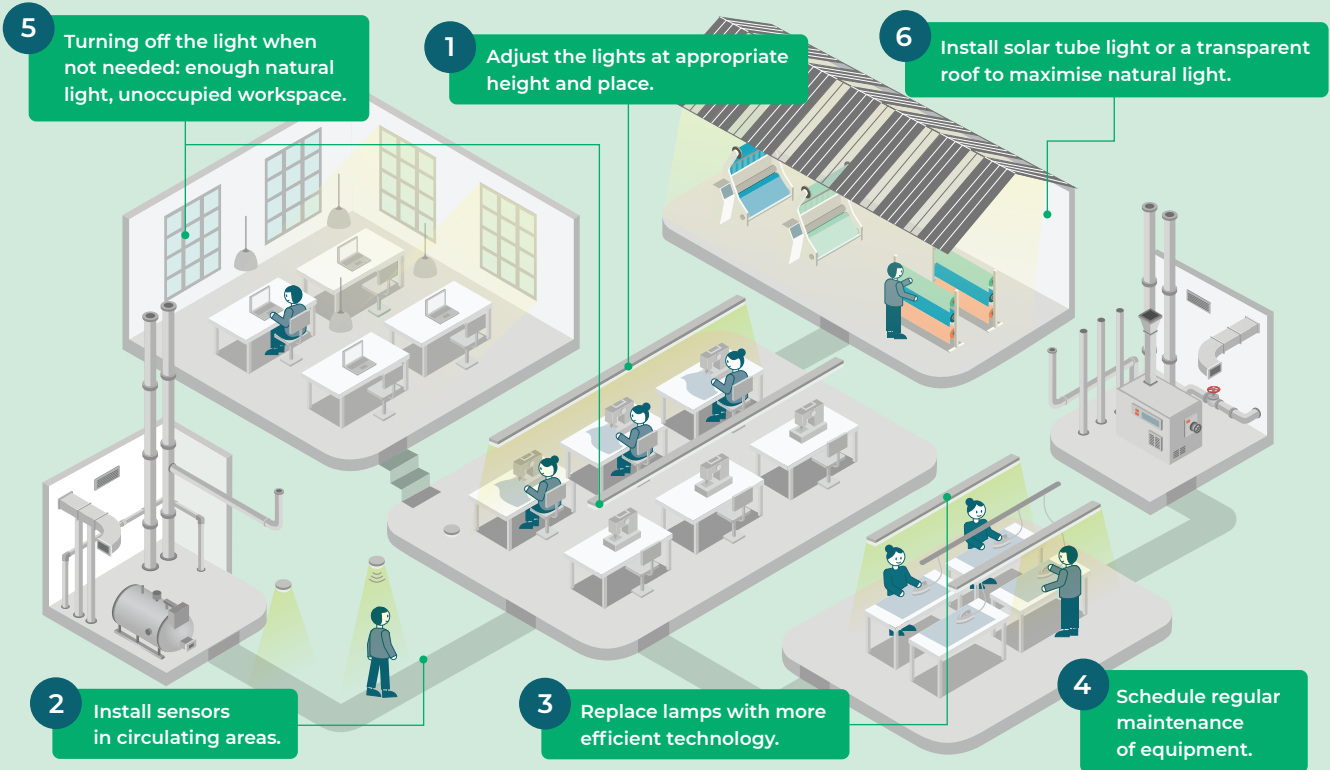 5
Turning off the light when
not needed: enough natural
light, unoccupied workspace.
1
Adjust the lights at appropriate
height and place.
6
Install solar tube light or a transparent
roof to maximise natural light.
2
Install sensors
in circulating areas.
3
Replace lamps with more
efficient technology.
4
Schedule regular
maintenance
of equipment.